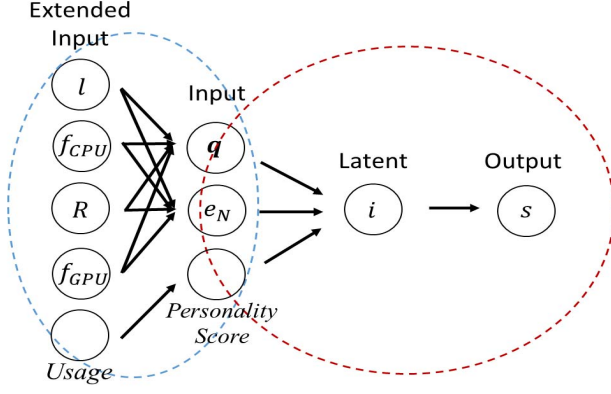 Extended
Input
l
f_CPU
R
f_GPU
Usage
Input
q
e_N
Personality
Score
Latent
i
Output
s